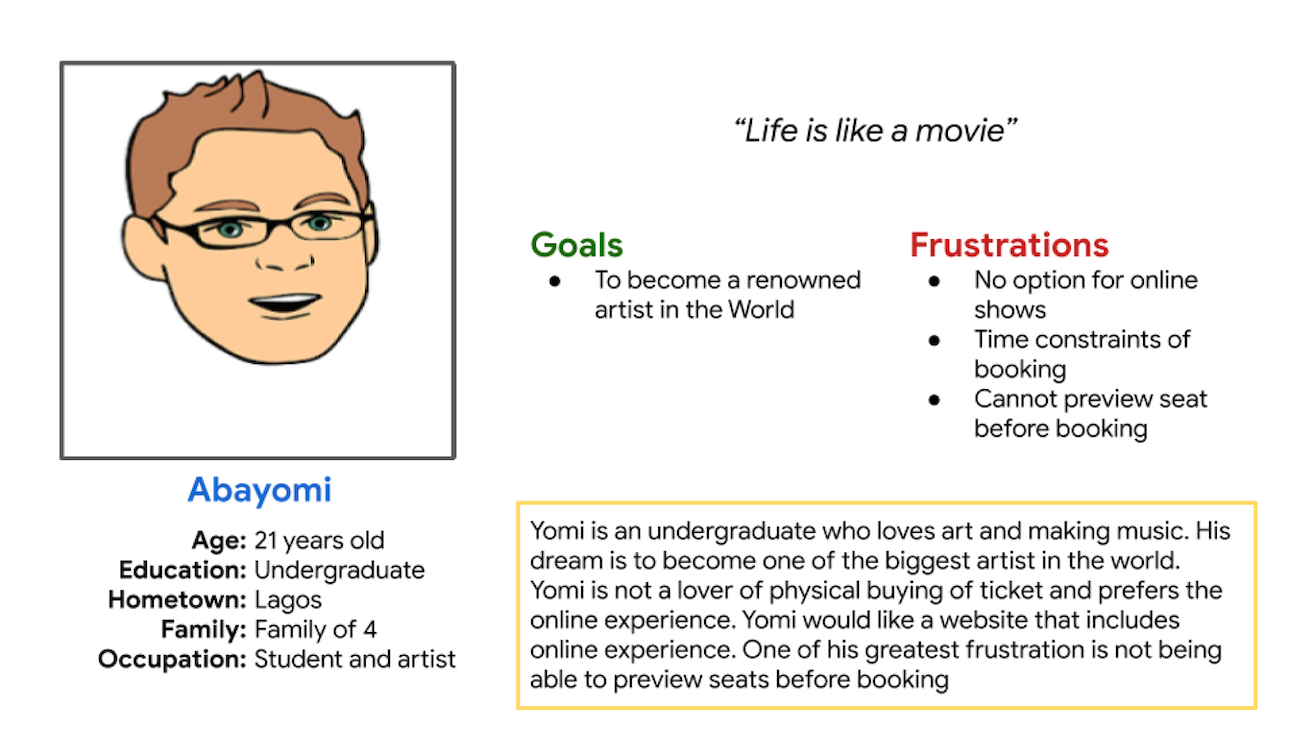 “Life is like a movie”
Goals
● To become a renowned
artist in the World
Frustrations
● No option for online
shows
● Time constraints of
booking
● Cannot preview seat
before booking
Abayomi
Age: 21 years old
Education: Undergraduate
Hometown: Lagos
Family: Family of 4
Occupation: Student and artist
Yomi is an undergraduate who loves art and making music. His
dream is to become one of the biggest artist in the world.
Yomi is not a lover of physical buying of ticket and prefers the
online experience. Yomi would like a website that includes
online experience. One of his greatest frustration is not being
able to preview seats before booking